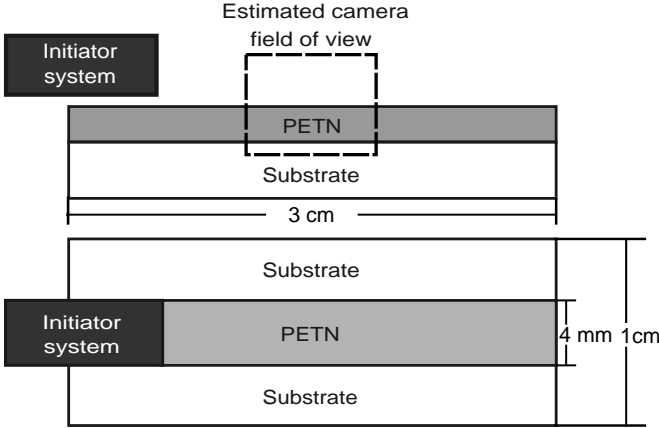 Estimated camera
field of view
Initiator
system
PETN
Substrate
3 cm
Substrate
Initiator
system
PETN
4 mm
1cm
Substrate